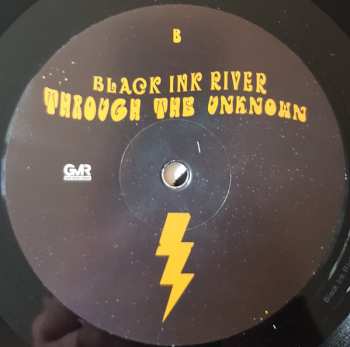 B
BLACK INK RIVER
THROUGH THE UNKNOWN
GMR